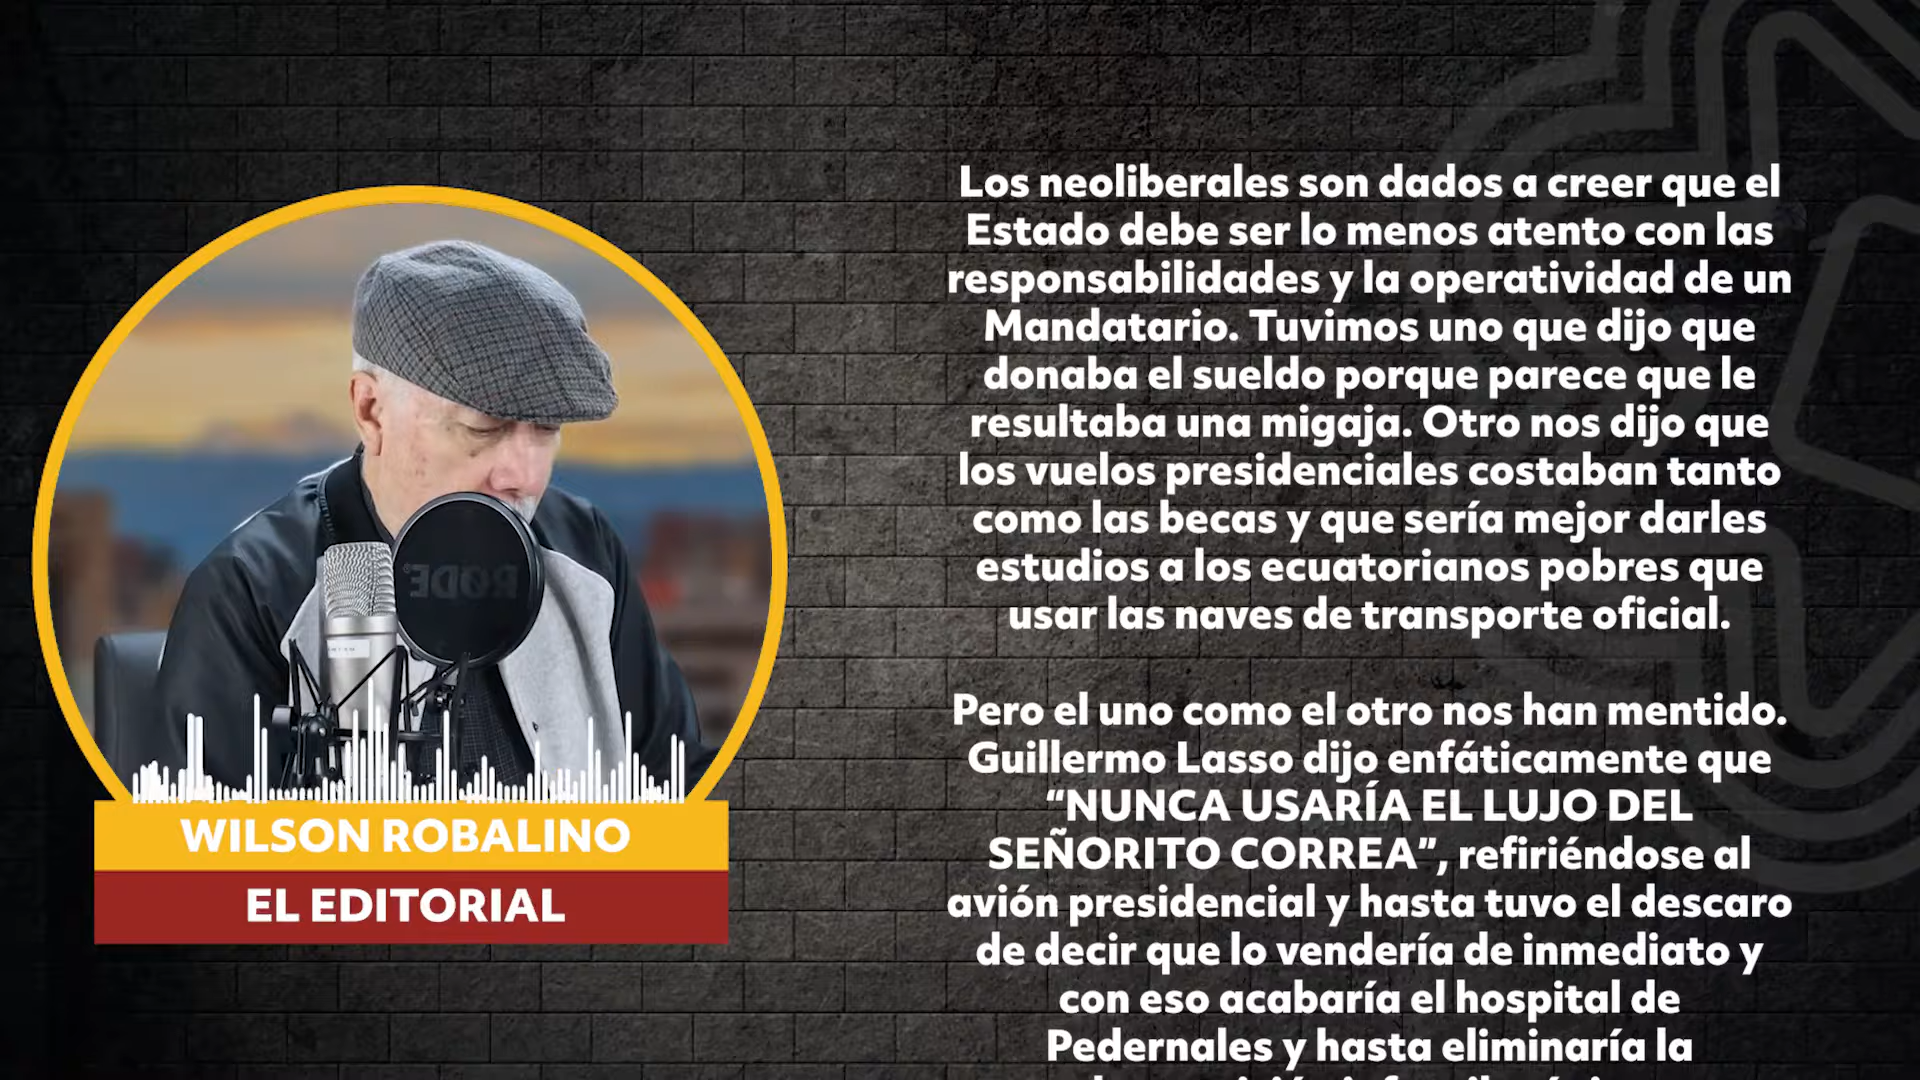 Los neoliberales son dados a creer que el
Estado debe ser lo menos atento con las
responsabilidades y la operatividad de un
Mandatario. Tuvimos uno que dijo que
donaba el sueldo porque parece que le
resultaba una migaja. Otro nos dijo que
los vuelos presidenciales costaban tanto
como las becas y que sería mejor darles
estudios a los ecuatorianos pobres que
usar las naves de transporte oficial.
Pero el uno como el otro nos han mentido.
Guillermo Lasso dijo enfáticamente que
“NUNCA USARÍA EL LUJO DEL
SEÑORITO CORREA”, refiriéndose al
avión presidencial y hasta tuvo el descaro
de decir que lo vendería de inmediato y
con eso acabaría el hospital de
Pedernales y hasta eliminaría la
RODE
WILSON ROBALINO
EL EDITORIAL